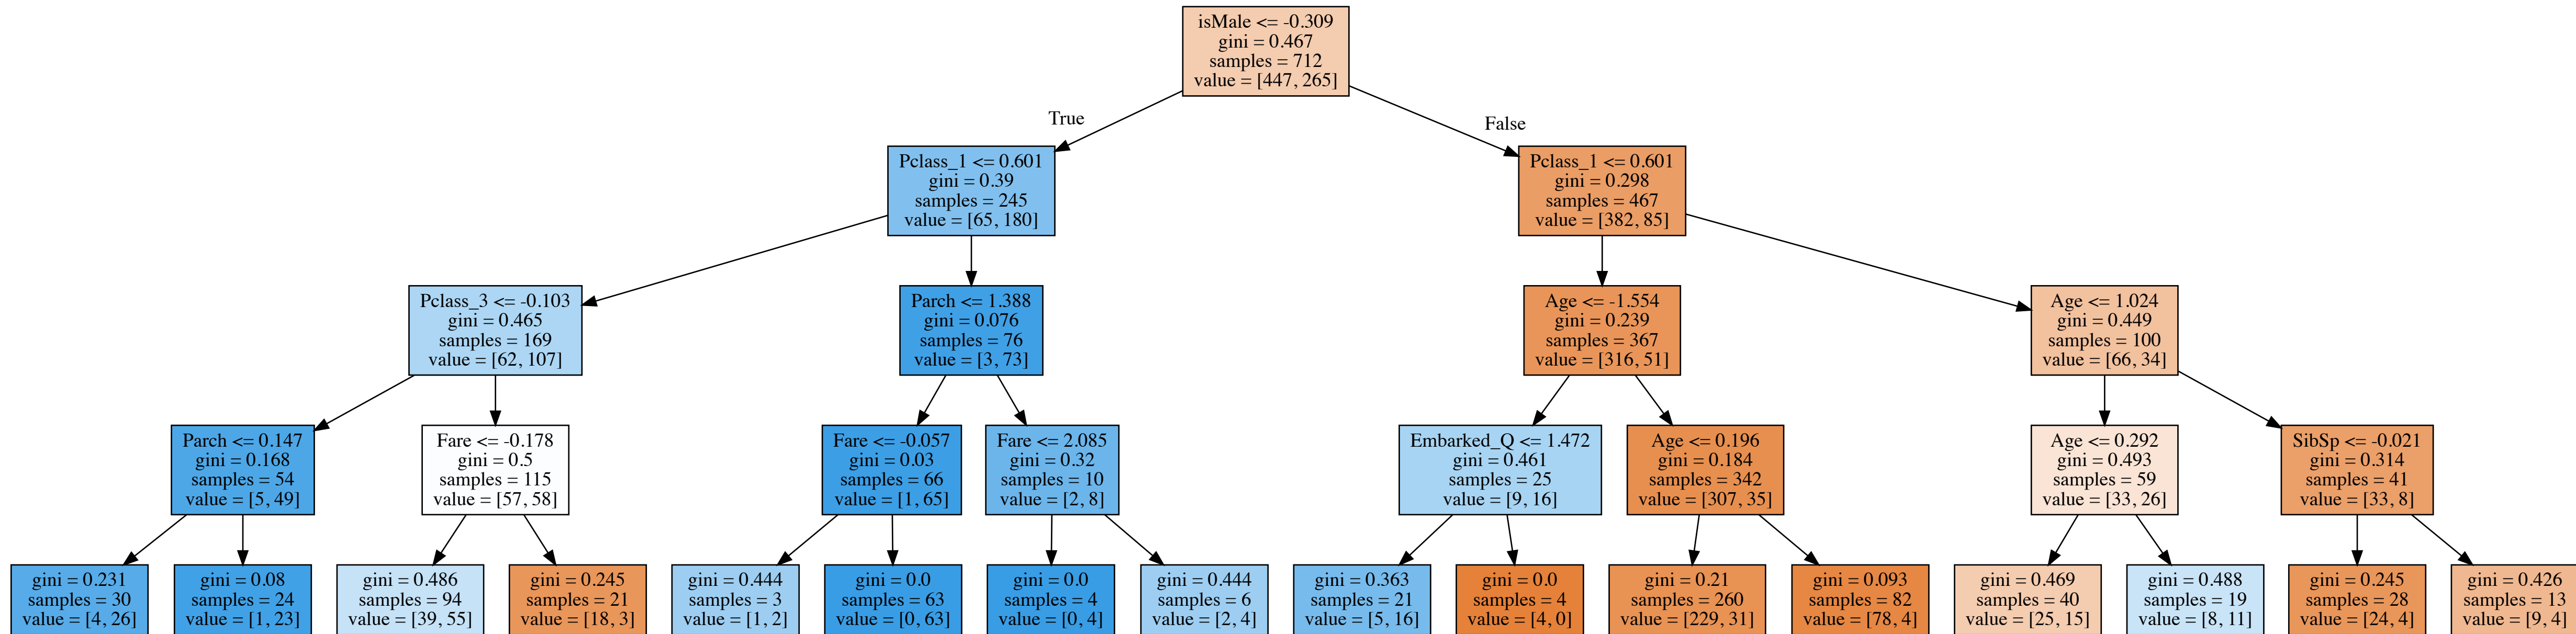 isMale <= -0.309
gini = 0.467
samples = 712
value = [447, 265]
True
False
Pclass_1 <= 0.601
gini = 0.39
samples = 245
value = [65, 180]
Pclass_1 <= 0.601
gini = 0.298
samples = 467
value = [382, 85]
Pclass_3 <= -0.103
gini = 0.465
samples = 169
value = [62, 107]
Parch <= 1.388
gini = 0.076
samples = 76
value = [3, 73]
Age <= -1.554
gini = 0.239
samples = 367
value = [316, 51]
Age <= 1.024
gini = 0.449
samples = 100
value = [66, 34]
Parch <= 0.147
gini = 0.168
samples = 54
value = [5, 49]
Fare <= -0.178
gini = 0.5
samples = 115
value = [57, 58]
Fare <= -0.057
gini = 0.03
samples = 66
value = [1, 65]
Fare <= 2.085
gini = 0.32
samples = 10
value = [2, 8]
Embarked_Q <= 1.472
gini = 0.461
samples = 25
value = [9, 16]
Age <= 0.196
gini = 0.184
samples = 342
value = [307, 35]
Age <= 0.292
gini = 0.493
samples = 59
value = [33, 26]
SibSp <= -0.021
gini = 0.314
samples = 41
value = [33, 8]
gini = 0.231
samples = 30
value = [4, 26]
gini = 0.08
samples = 24
value = [1, 23]
gini = 0.486
samples = 94
value = [39, 55]
gini = 0.245
samples = 21
value = [18, 3]
gini = 0.444
samples = 3
value = [1, 2]
gini = 0.0
samples = 63
value = [0, 63]
gini = 0.0
samples = 4
value = [0, 4]
gini = 0.444
samples = 6
value = [2, 4]
gini = 0.363
samples = 21
value = [5, 16]
gini = 0.0
samples = 4
value = [4, 0]
gini = 0.21
samples = 260
value = [229, 31]
gini = 0.093
samples = 82
value = [78, 4]
gini = 0.469
samples = 40
value = [25, 15]
gini = 0.488
samples = 19
value = [8, 11]
gini = 0.245
samples = 28
value = [24, 4]
gini = 0.426
samples = 13
value = [9, 4]